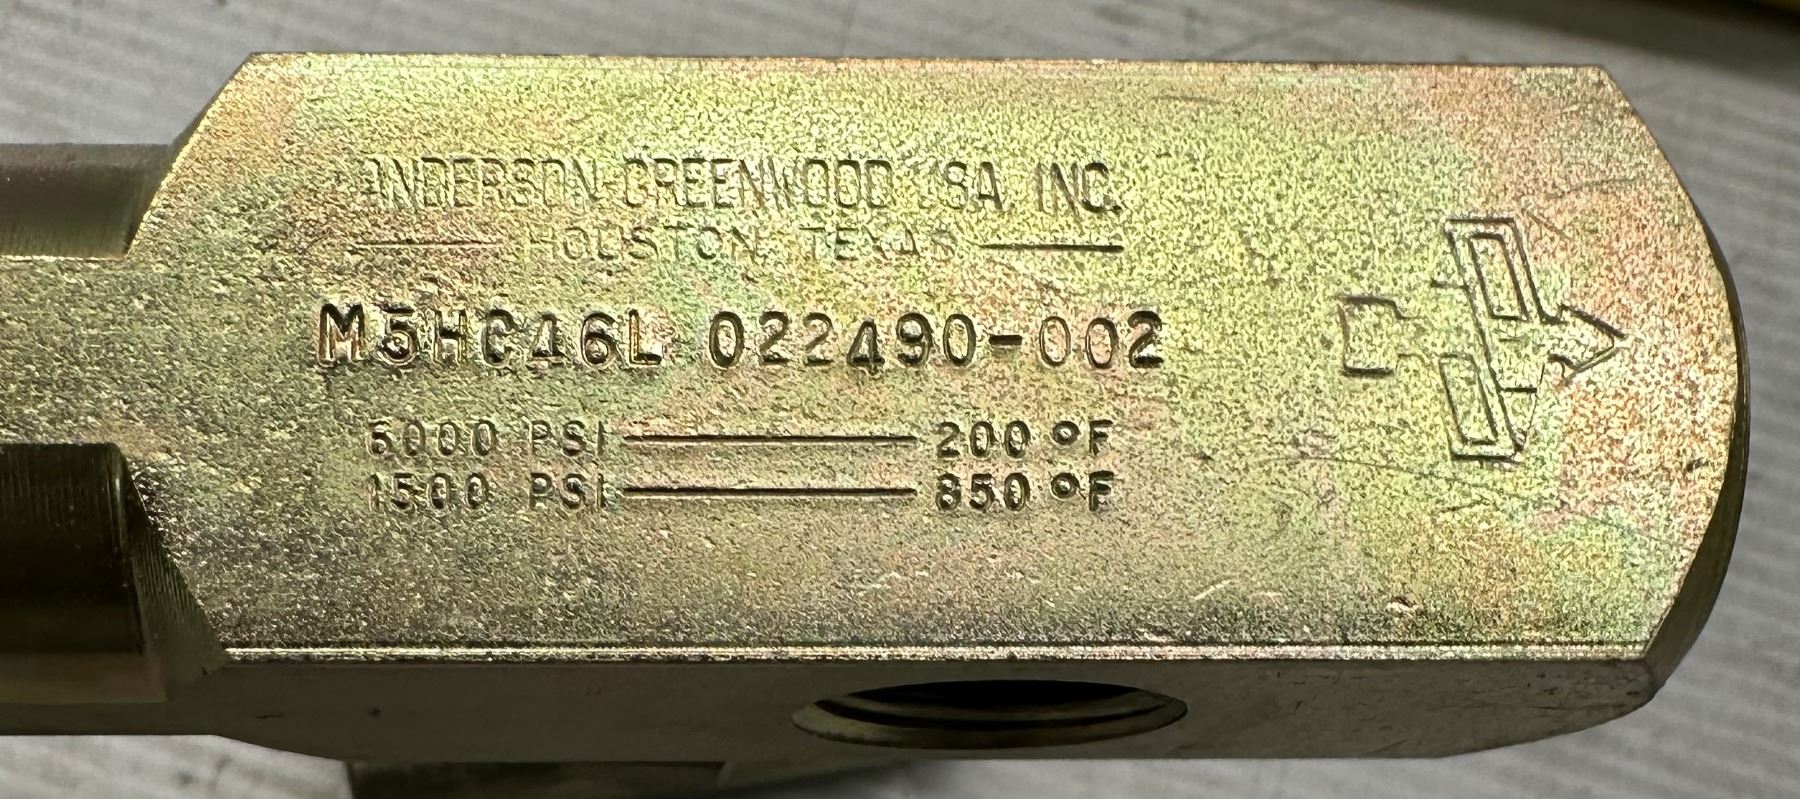 ANDERSON-GREENWOOD USA INC.
HOUSTON, TEXAS
M5HC46L 022490-002
6000 PSI 200 °F
1500 PSI 850 °F